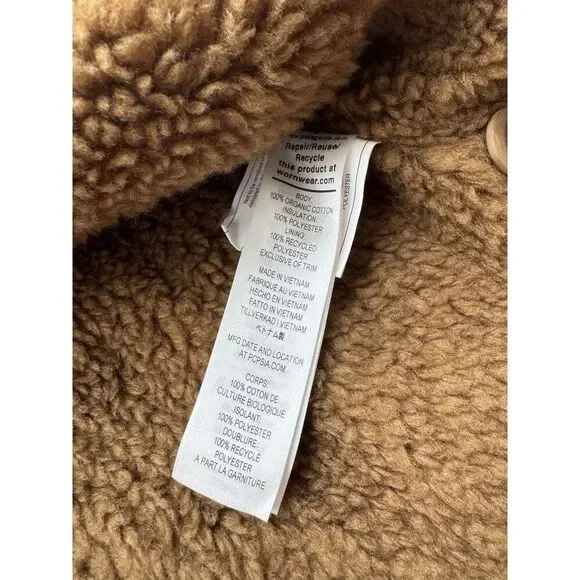 Repair/Reuse/
Recycle
this product at
wornwear.com
BODY:
100% ORGANIC COTTON
INSULATION:
100% POLYESTER
LINING:
100% RECYCLED
POLYESTER
EXCLUSIVE OF TRIM
MADE IN VIETNAM
FABRIQUÉ AU VIETNAM
HECHO EN VIETNAM
FATTO IN VIETNAM
TILLVERKAD I VIETNAM
ベトナム製
MFG DATE AND LOCATION
AT PCPSIA.COM
CORPS:
100% COTON DE
CULTURE BIOLOGIQUE
ISOLANT:
100% POLYESTER
DOUBLURE:
100% RECYCLÉ
POLYESTER
A PART LA GARNITURE
POLYESTER